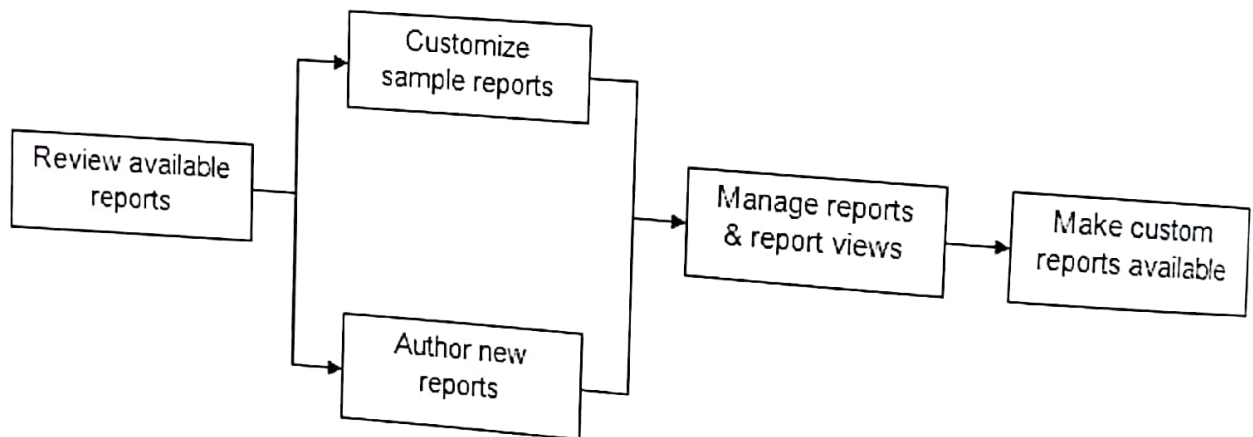 Customize
sample reports
Review available
reports
Manage reports
& report views
Make custom
reports available
Author new
reports